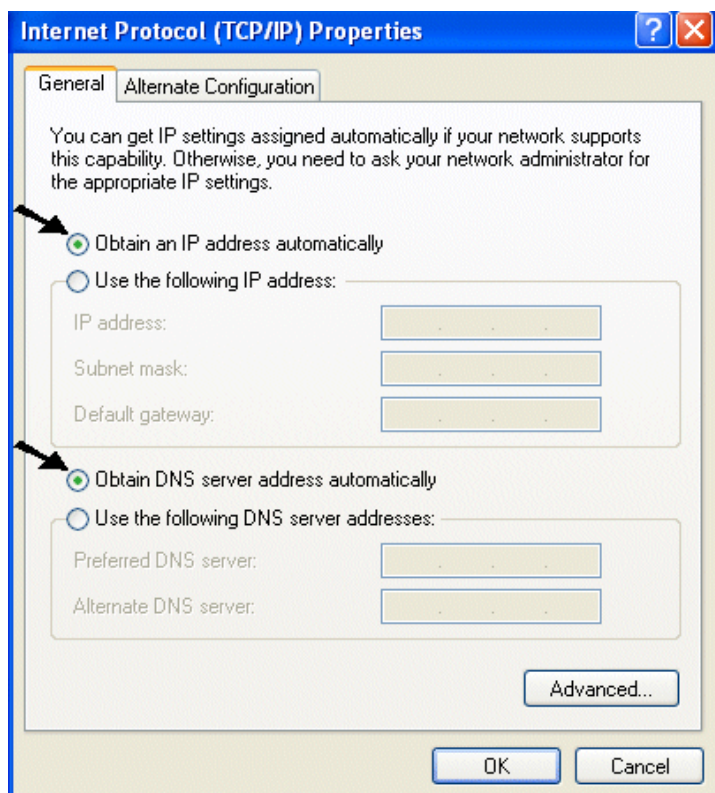 Internet Protocol (TCP/IP) Properties
General
Alternate Configuration
You can get IP settings assigned automatically if your network supports
this capability. Otherwise, you need to ask your network administrator for
the appropriate IP settings.
Obtain an IP address automatically
Use the following IP address:
IP address:
Subnet mask:
Default gateway:
Obtain DNS server address automatically
Use the following DNS server addresses:
Preferred DNS server:
Alternate DNS server:
Advanced...
OK
Cancel